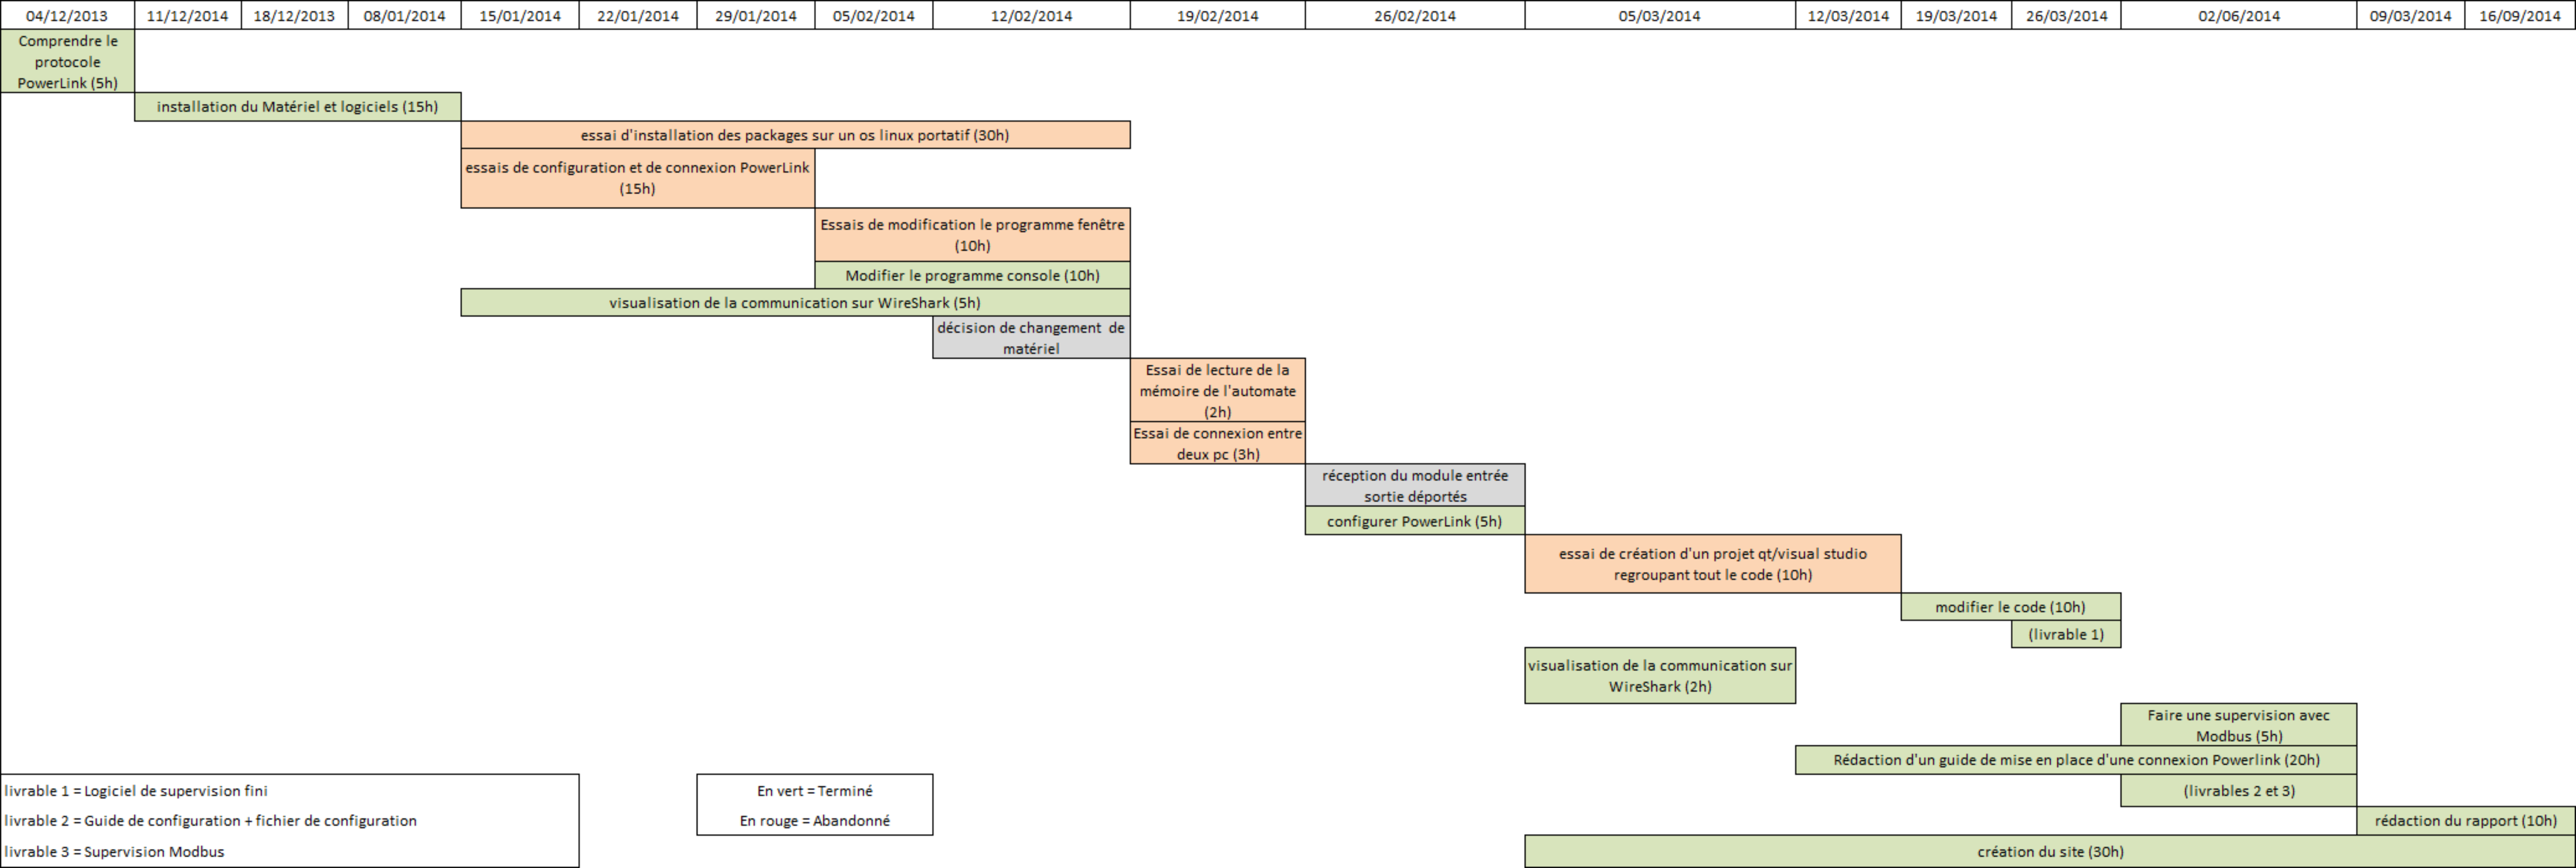 04/12/2013 11/12/2014 18/12/2013 08/01/2014 15/01/2014 22/01/2014 29/01/2014 05/02/2014 12/02/2014 19/02/2014 26/02/2014 05/03/2014 12/03/2014 19/03/2014 26/03/2014 02/06/2014 09/03/2014 16/09/2014
Comprendre le
protocole
PowerLink (5h)
installation du Matériel et logiciels (15h)
essai d'installation des packages sur un os linux portatif (30h)
essais de configuration et de connexion PowerLink
(15h)
Essais de modification le programme fenêtre
(10h)
Modifier le programme console (10h)
visualisation de la communication sur WireShark (5h)
décision de changement de
matériel
Essai de lecture de la
mémoire de l'automate
(2h)
Essai de connexion entre
deux pc (3h)
réception du module entrée
sortie déportés
configurer PowerLink (5h)
essai de création d'un projet qt/visual studio
regroupant tout le code (10h)
modifier le code (10h)
(livrable 1)
visualisation de la communication sur
WireShark (2h)
Faire une supervision avec
Modbus (5h)
Rédaction d'un guide de mise en place d'une connexion Powerlink (20h)
(livrables 2 et 3)
rédaction du rapport (10h)
création du site (30h)
livrable 1 = Logiciel de supervision fini
livrable 2 = Guide de configuration + fichier de configuration
livrable 3 = Supervision Modbus
En vert = Terminé
En rouge = Abandonné